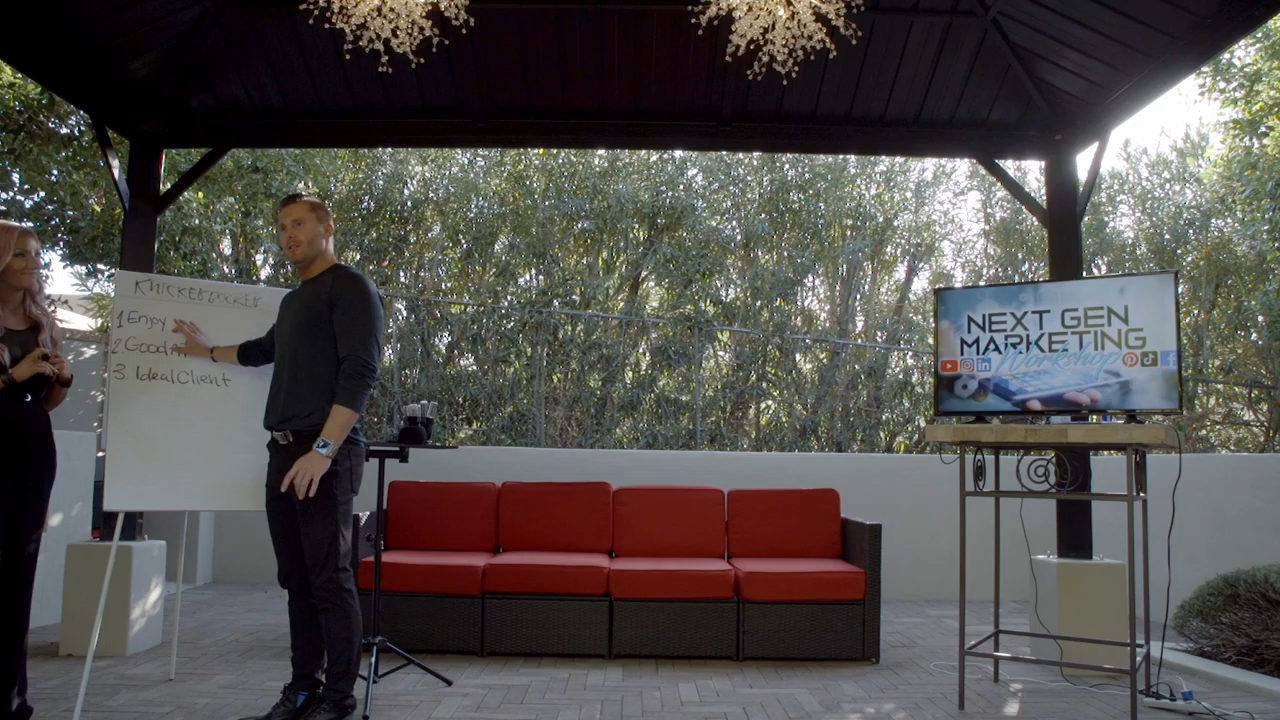 KNICKERBOCKER
1 Enjoy
2. Good
3. Ideal Client
NEXT GEN
MARKETING
Workshop